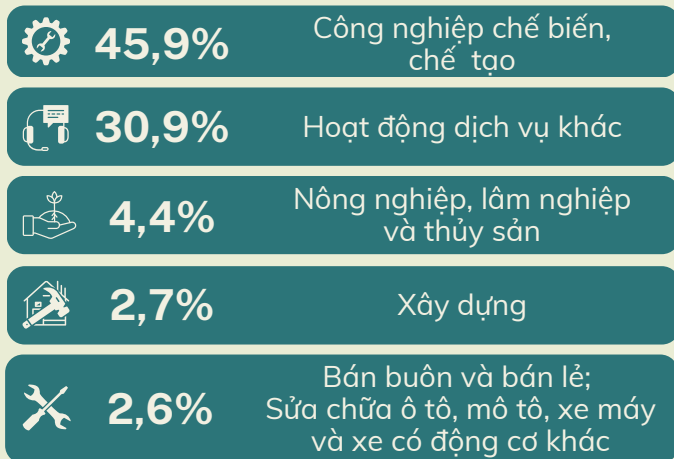 45,9%
Công nghiệp chế biến,
chế tạo
30,9%
Hoạt động dịch vụ khác
4,4%
Nông nghiệp, lâm nghiệp
và thủy sản
2,7%
Xây dựng
2,6%
Bán buôn và bán lẻ;
Sửa chữa ô tô, mô tô, xe máy
và xe có động cơ khác